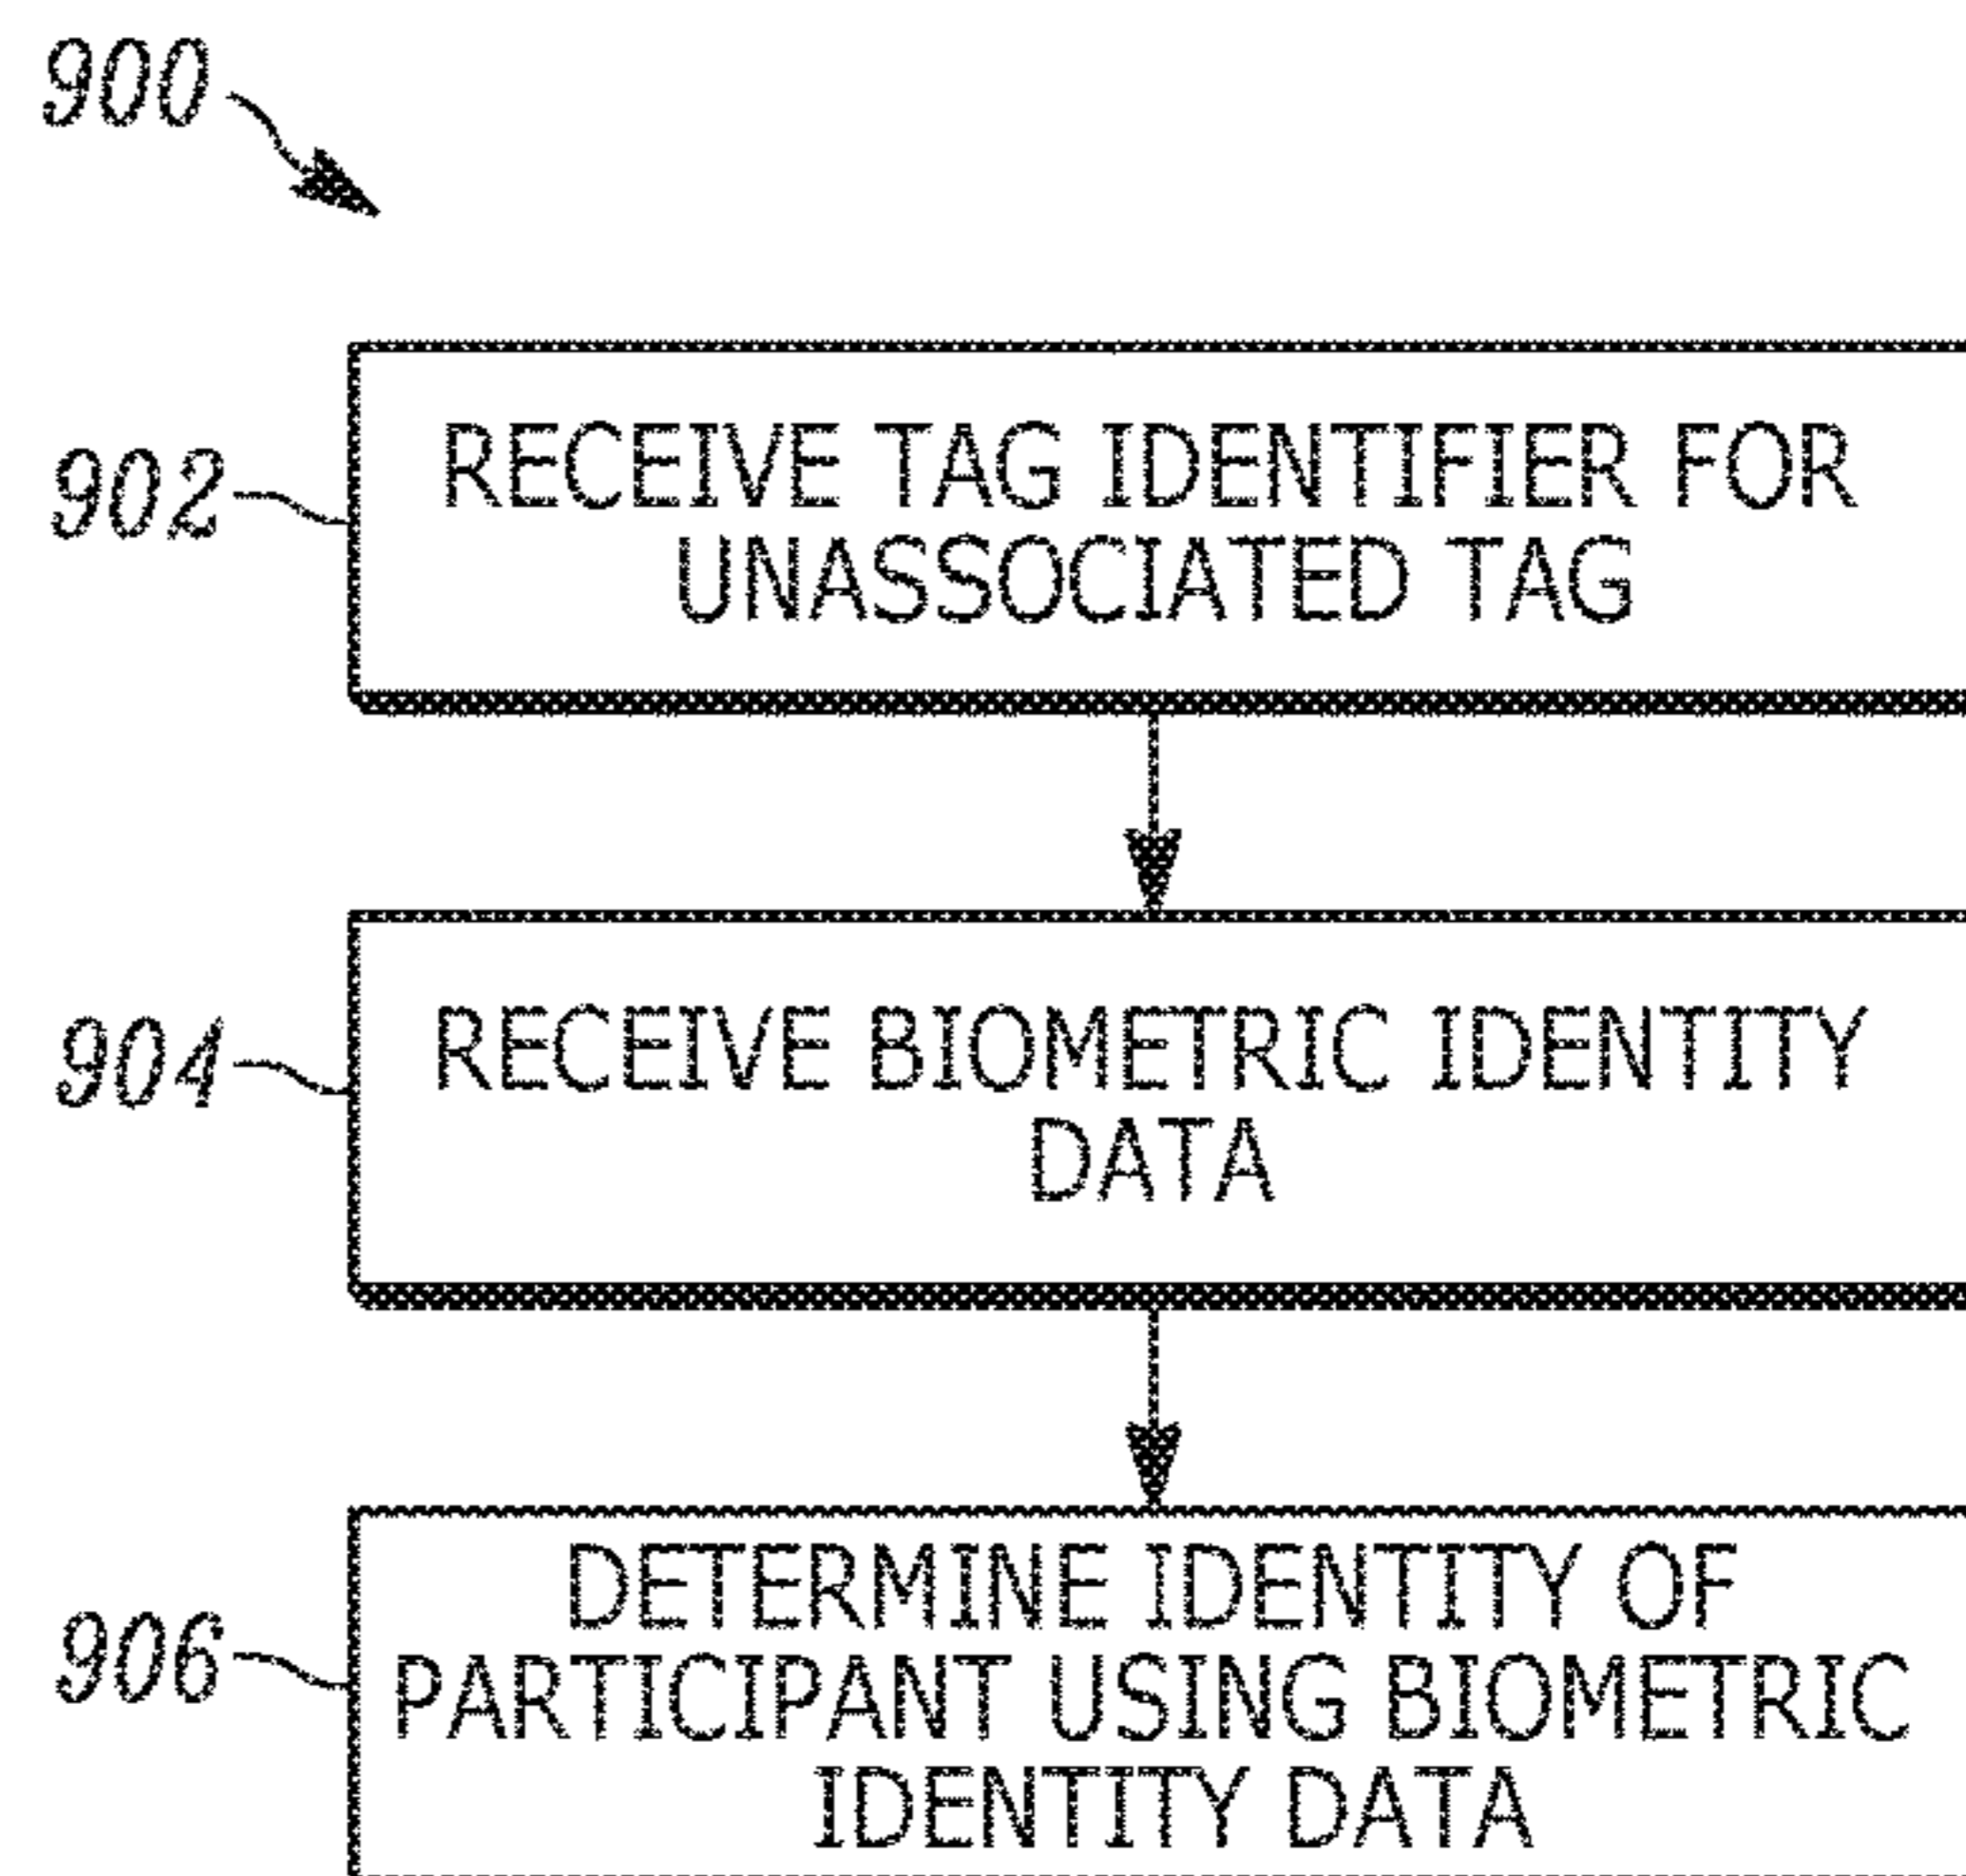 900
902
RECEIVE TAG IDENTIFIER FOR
UNASSOCIATED TAG
904
RECEIVE BIOMETRIC IDENTITY
DATA
906
DETERMINE IDENTITY OF
PARTICIPANT USING BIOMETRIC
IDENTITY DATA